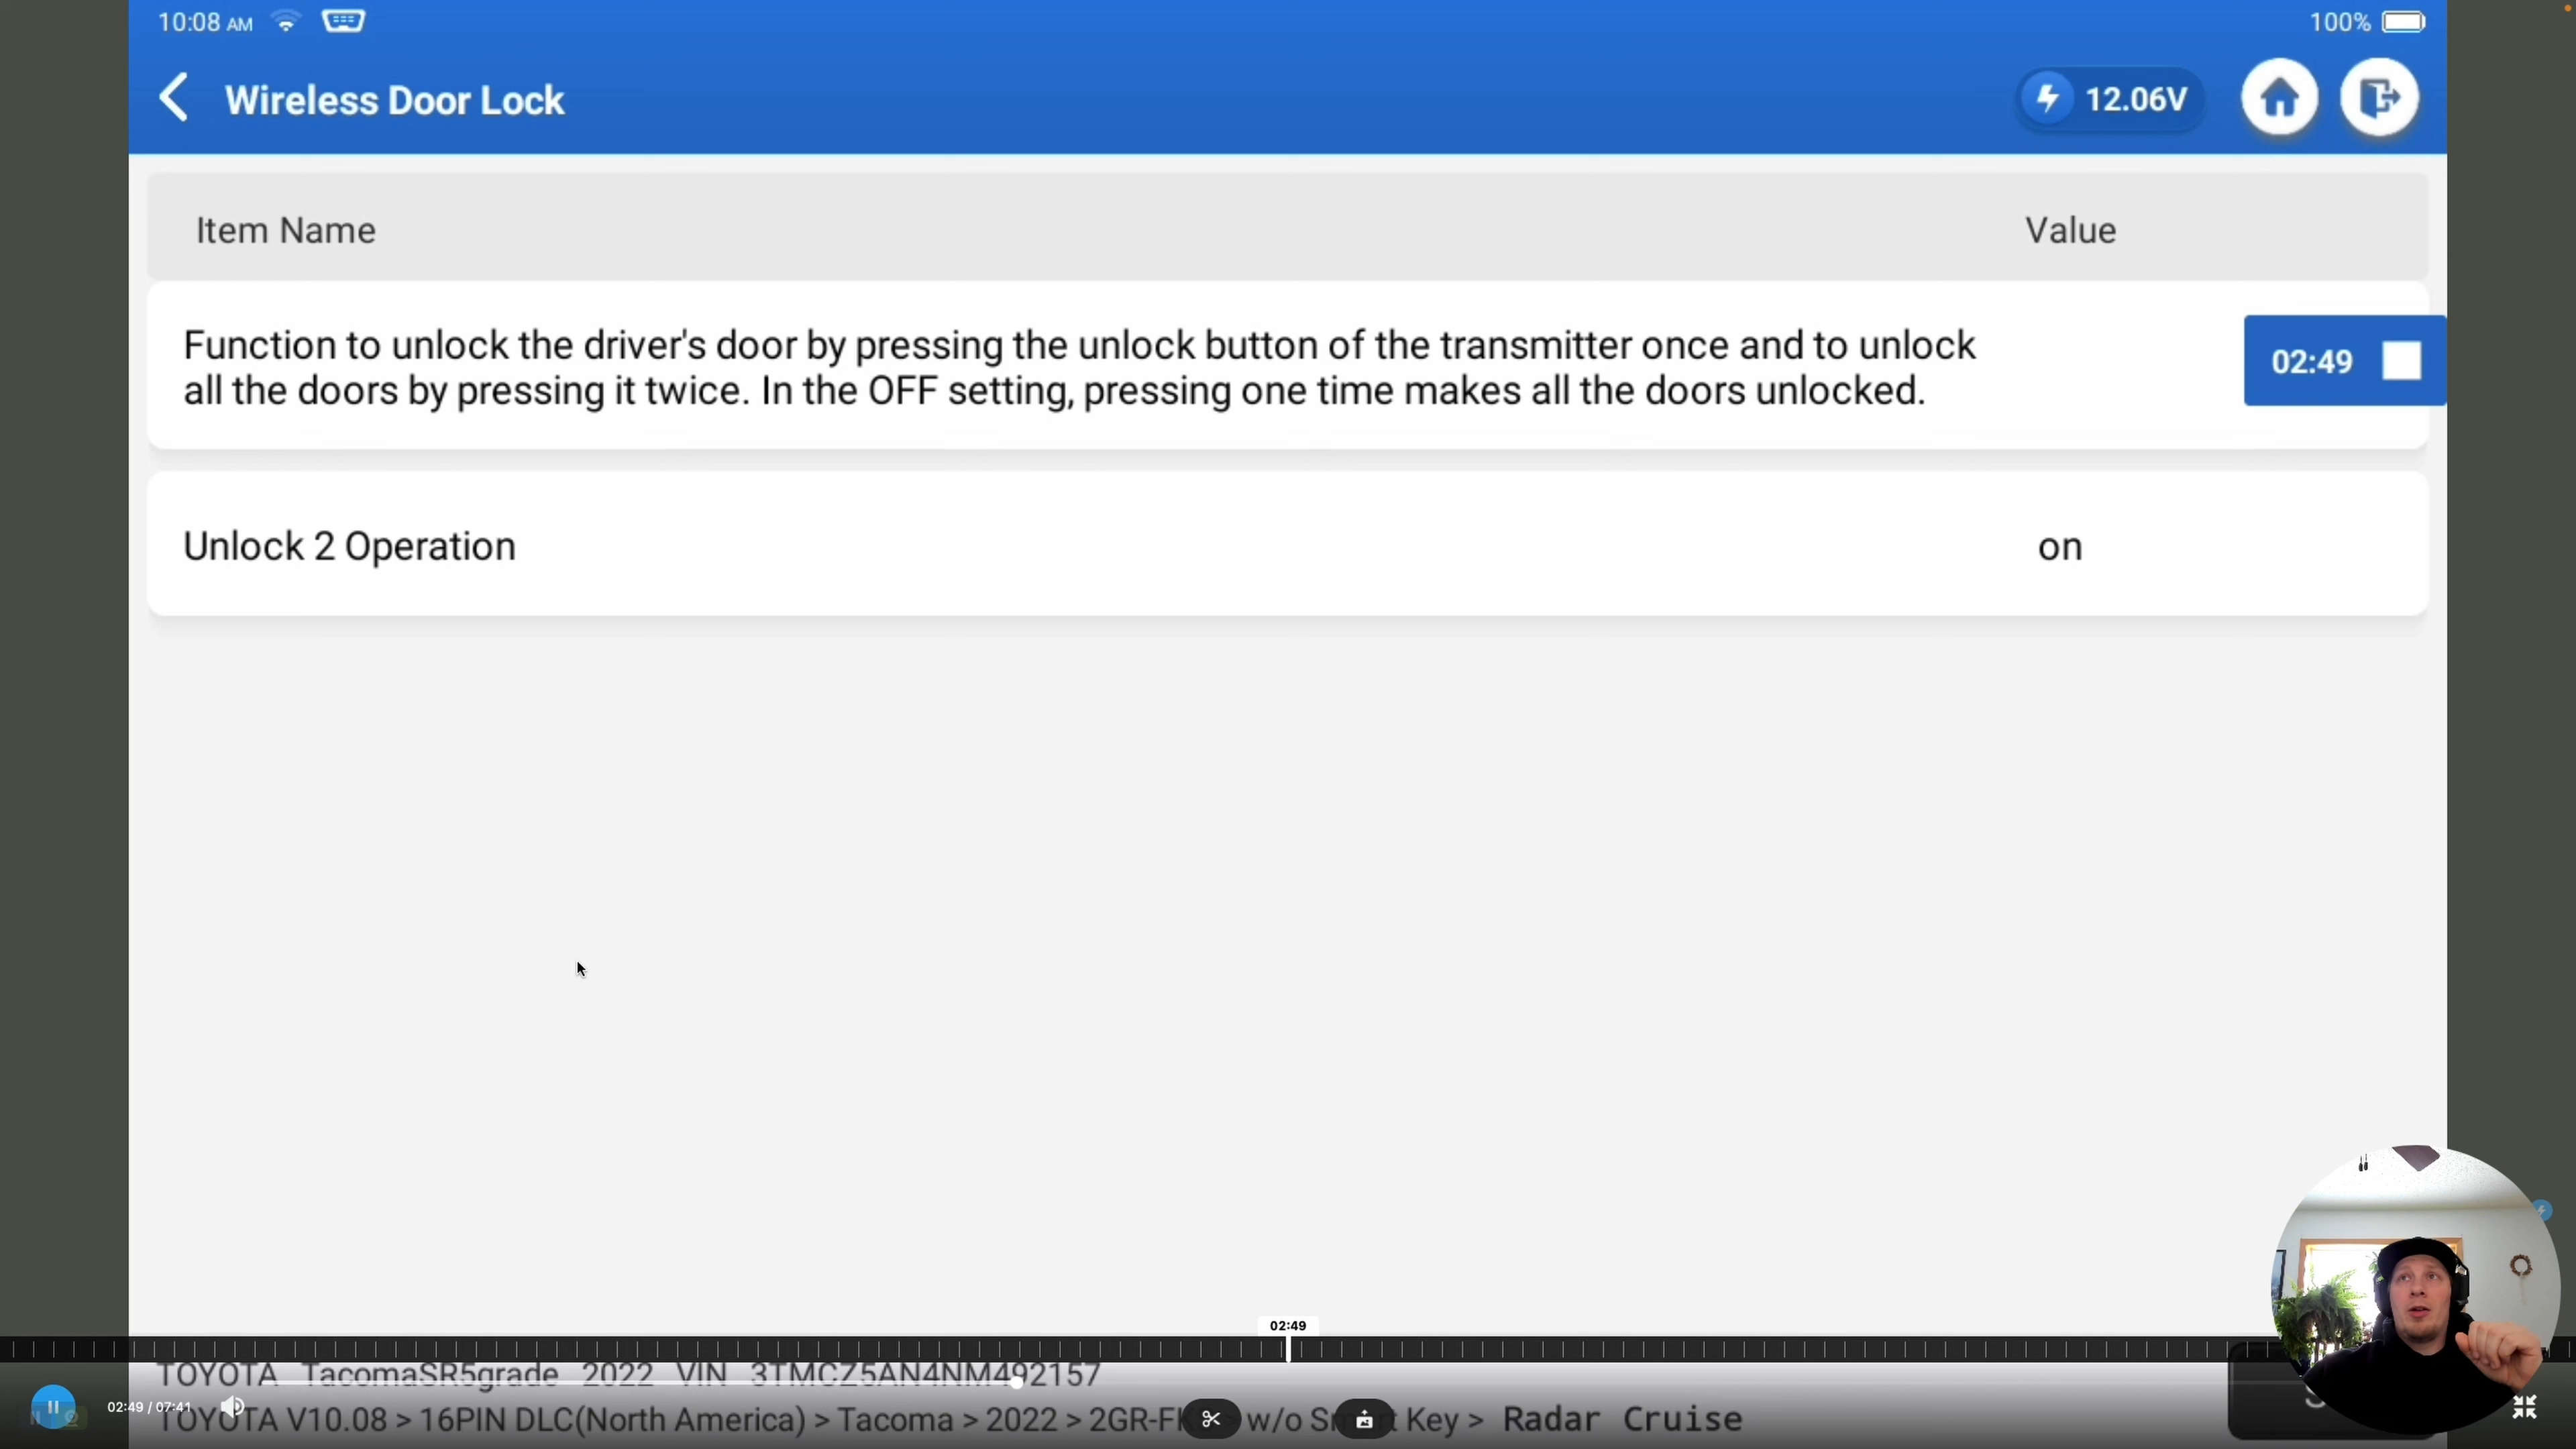 10:08 AM
100%
Wireless Door Lock
12.06V
Item Name
Value
Function to unlock the driver's door by pressing the unlock button of the transmitter once and to unlock
all the doors by pressing it twice. In the OFF setting, pressing one time makes all the doors unlocked.
02:49
Unlock 2 Operation
on
02:49
TOYOTA TacomaSR5grade 2022 VIN 3TMCZ5AN4NM492157
02:49 / 07:41
TOYOTA V10.08 > 16PIN DLC(North America) > Tacoma > 2022 > w/o Key > Radar Cruise